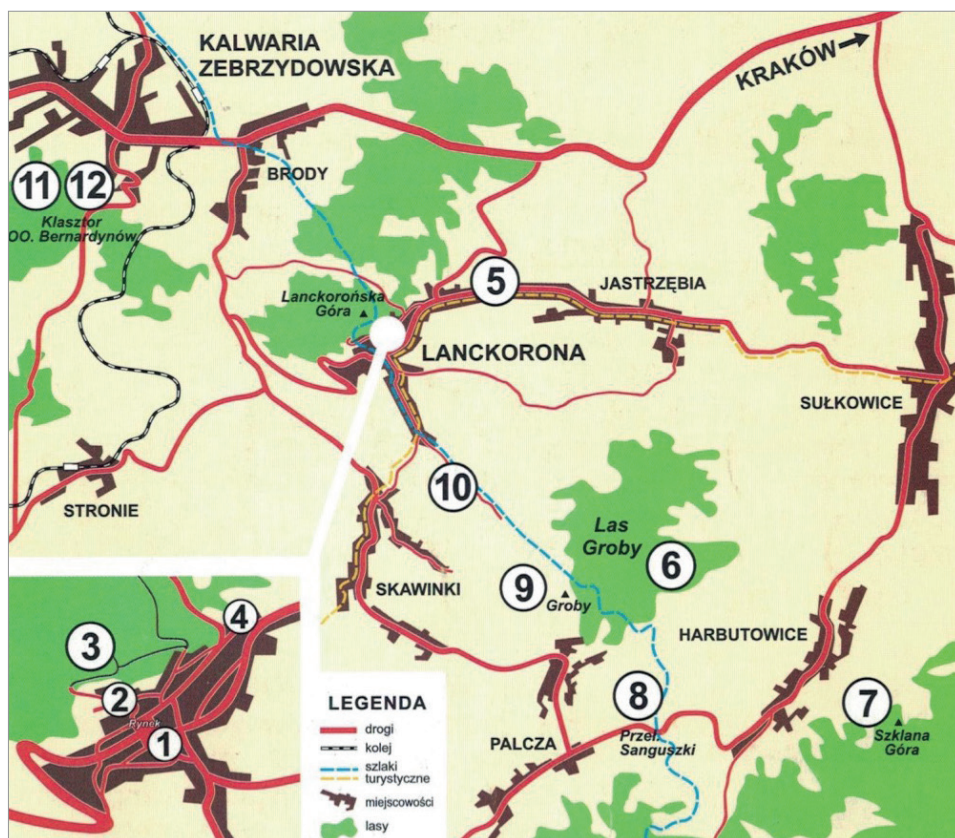 KALWARIA
ZEBRZYDOWSKA
KRAKÓW
BRODY
11
12
Klasztor
OO. Bernardynów
5
JASTRZĘBIA
Lanckorońska
Góra
LANCKORONA
SUŁKOWICE
10
STRONIE
Las
Groby
6
9
Groby
SKAWINKI
HARBUTOWICE
4
3
2
Rynek
1
8
7
Przeł.
Sanguszki
Szklana
Góra
PALCZA
LEGENDA
drogi
kolej
szlaki
turystyczne
miejscowości
lasy